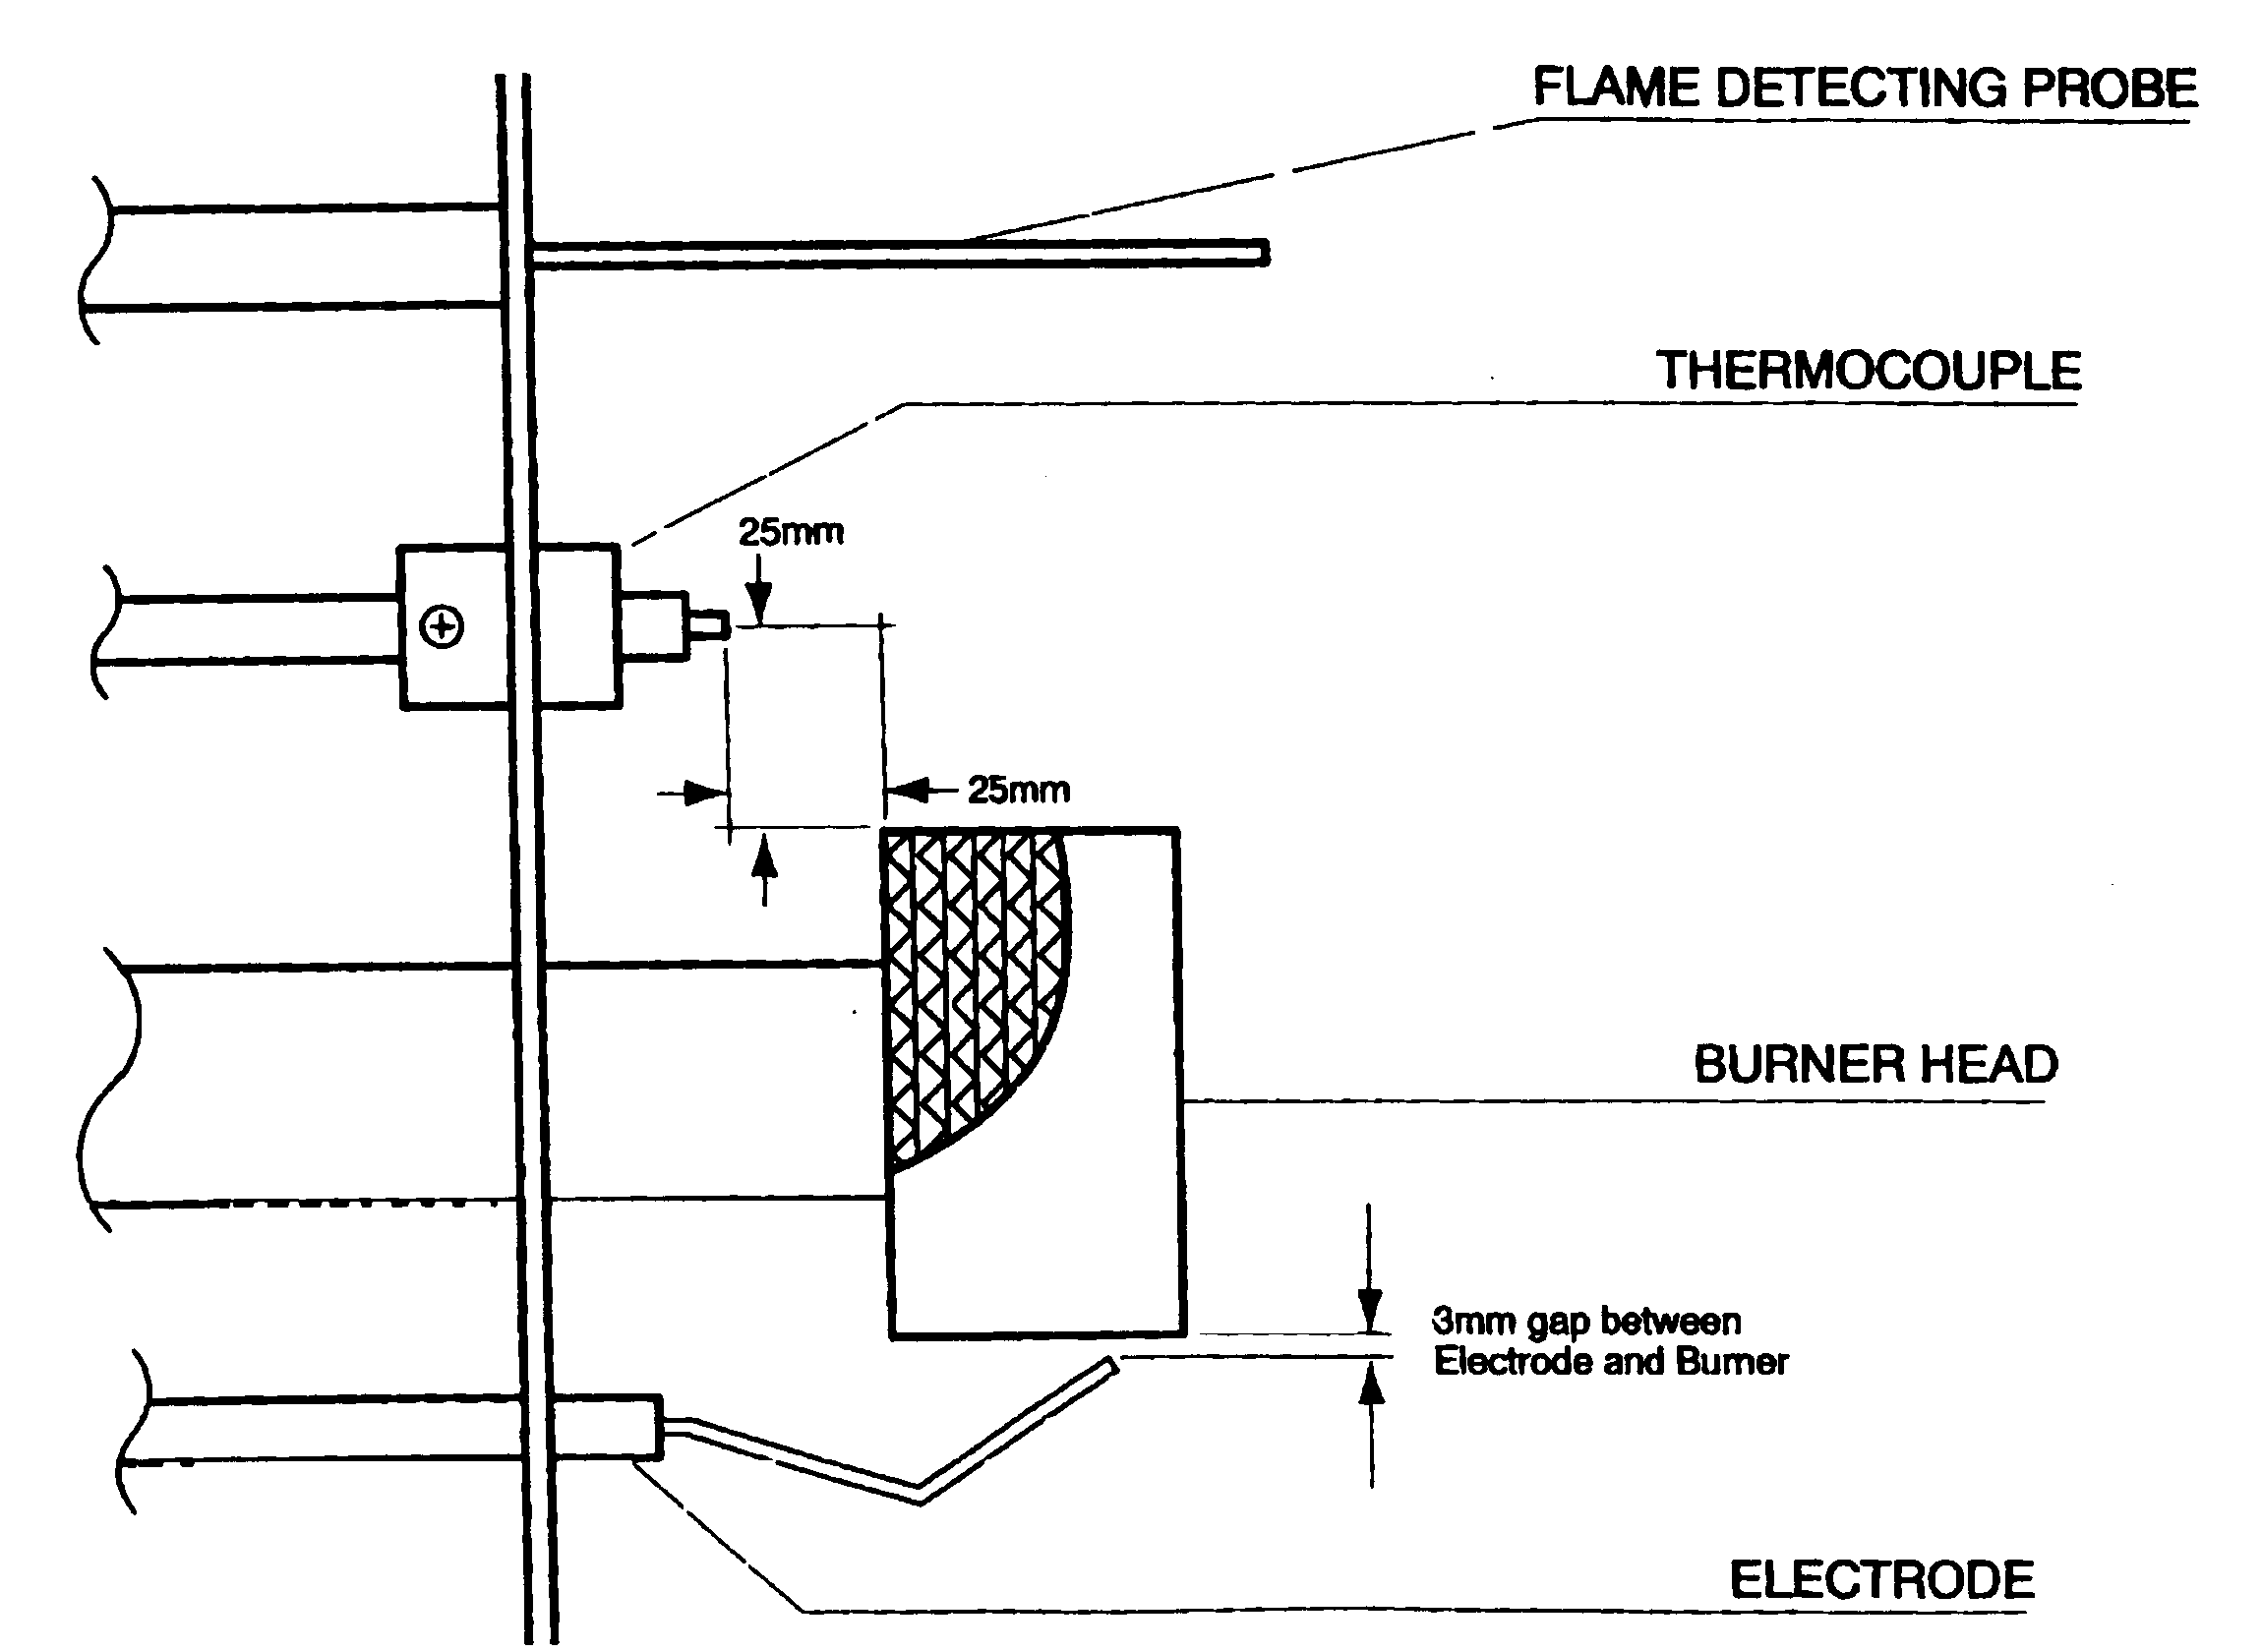 FLAME DETECTING PROBE
THERMOCOUPLE
25mm
25mm
BURNER HEAD
3mm gap between
Electrode and Burner
ELECTRODE